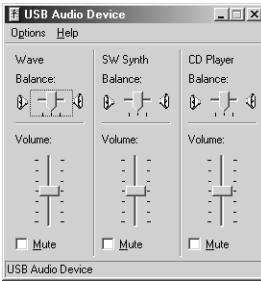 USB Audio Device
Options Help
Wave SW Synth CD Player
Balance: Balance: Balance:
Volume: Volume: Volume:
Mute Mute Mute
USB Audio Device